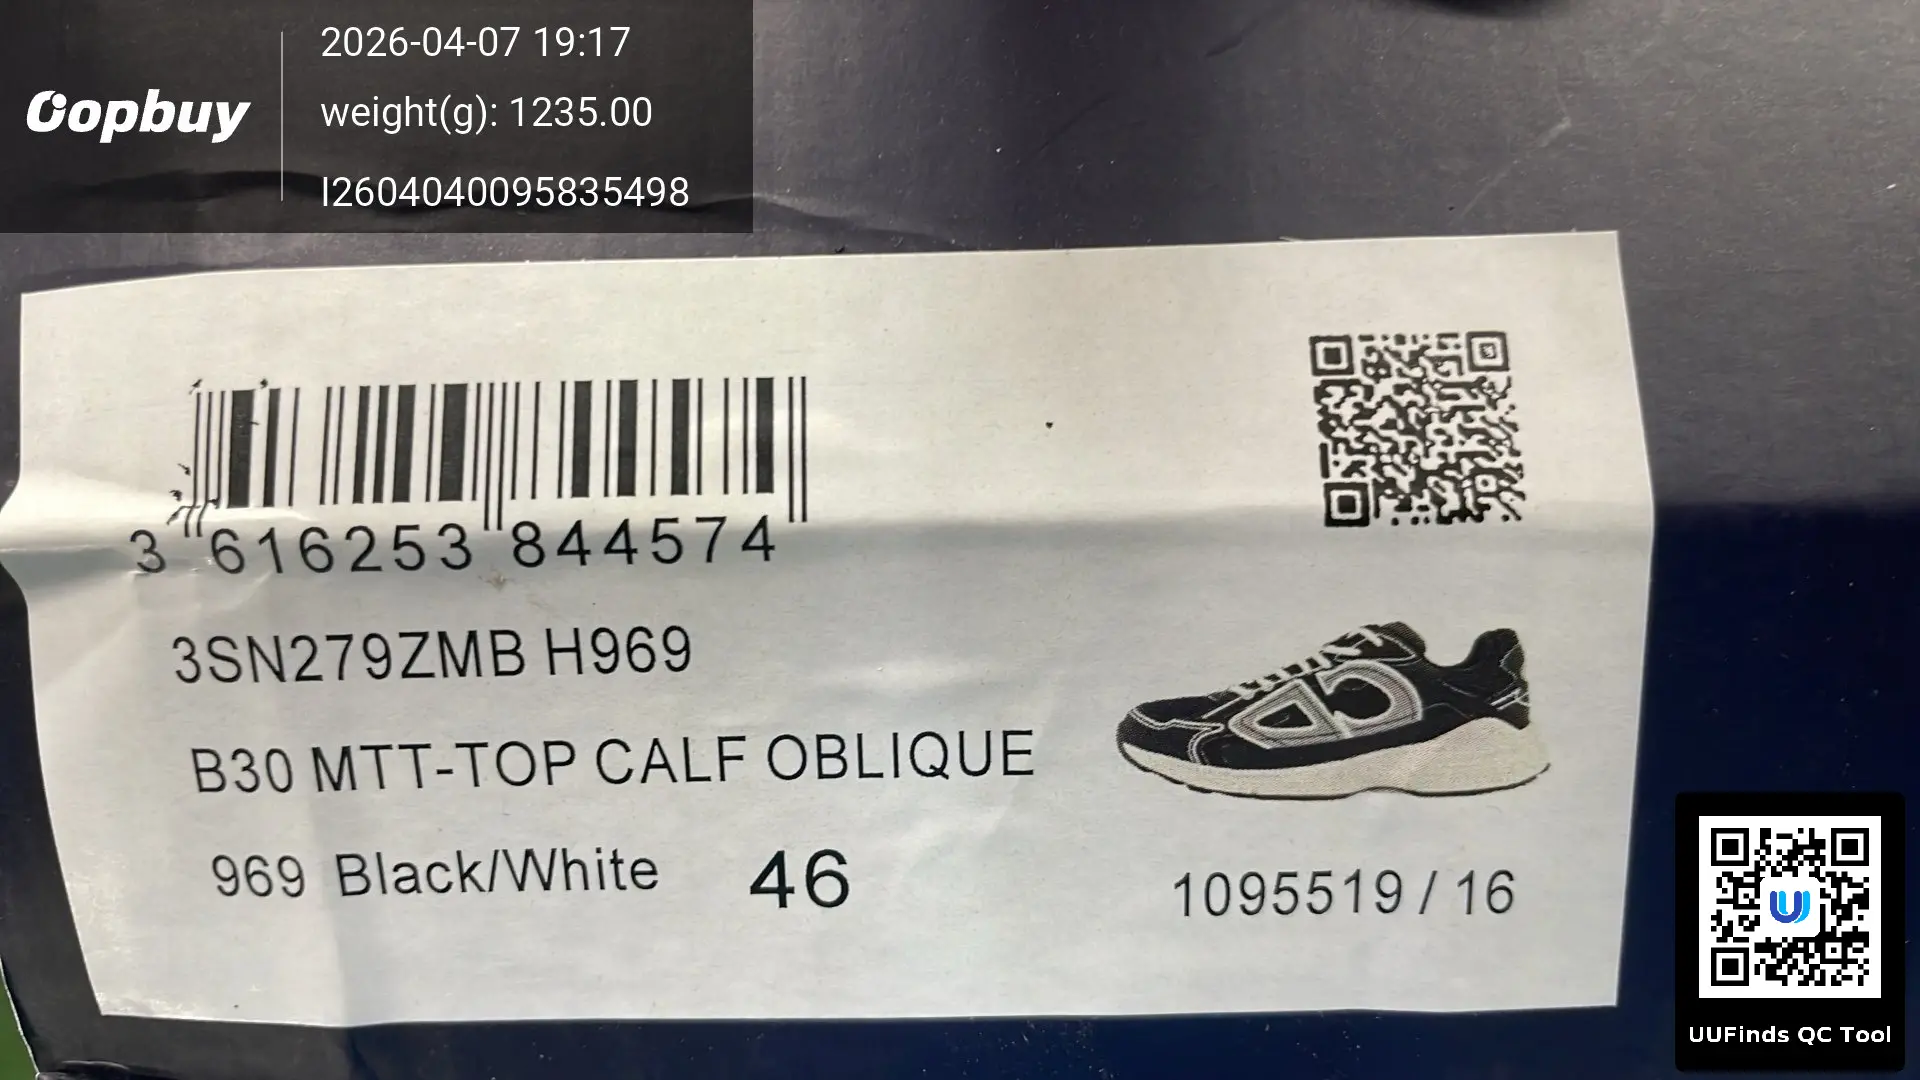 oopbuy
2026-04-07 19:17
weight(g): 1235.00
I2604040095835498
3 616253 844574
3SN279ZMB H969
B30 MTT-TOP CALF OBLIQUE
969 Black/White 46
1095519 / 16
UUFinds QC Tool